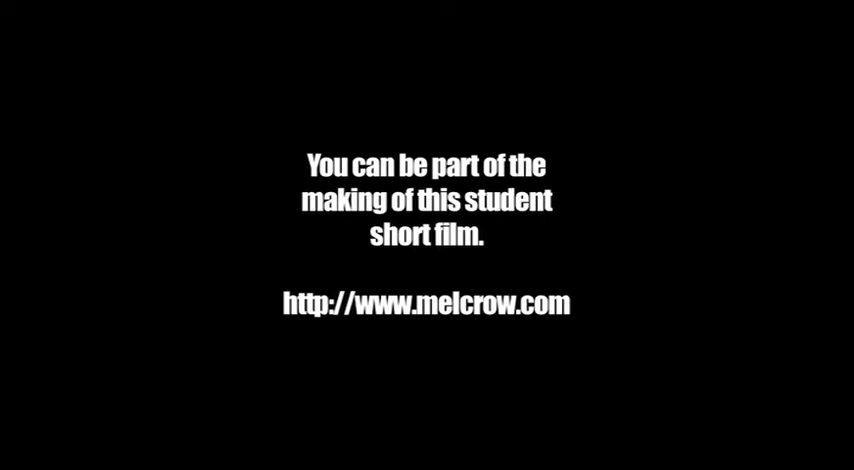 You can be part of the
making of this student
short film.
http://www.melcrow.com